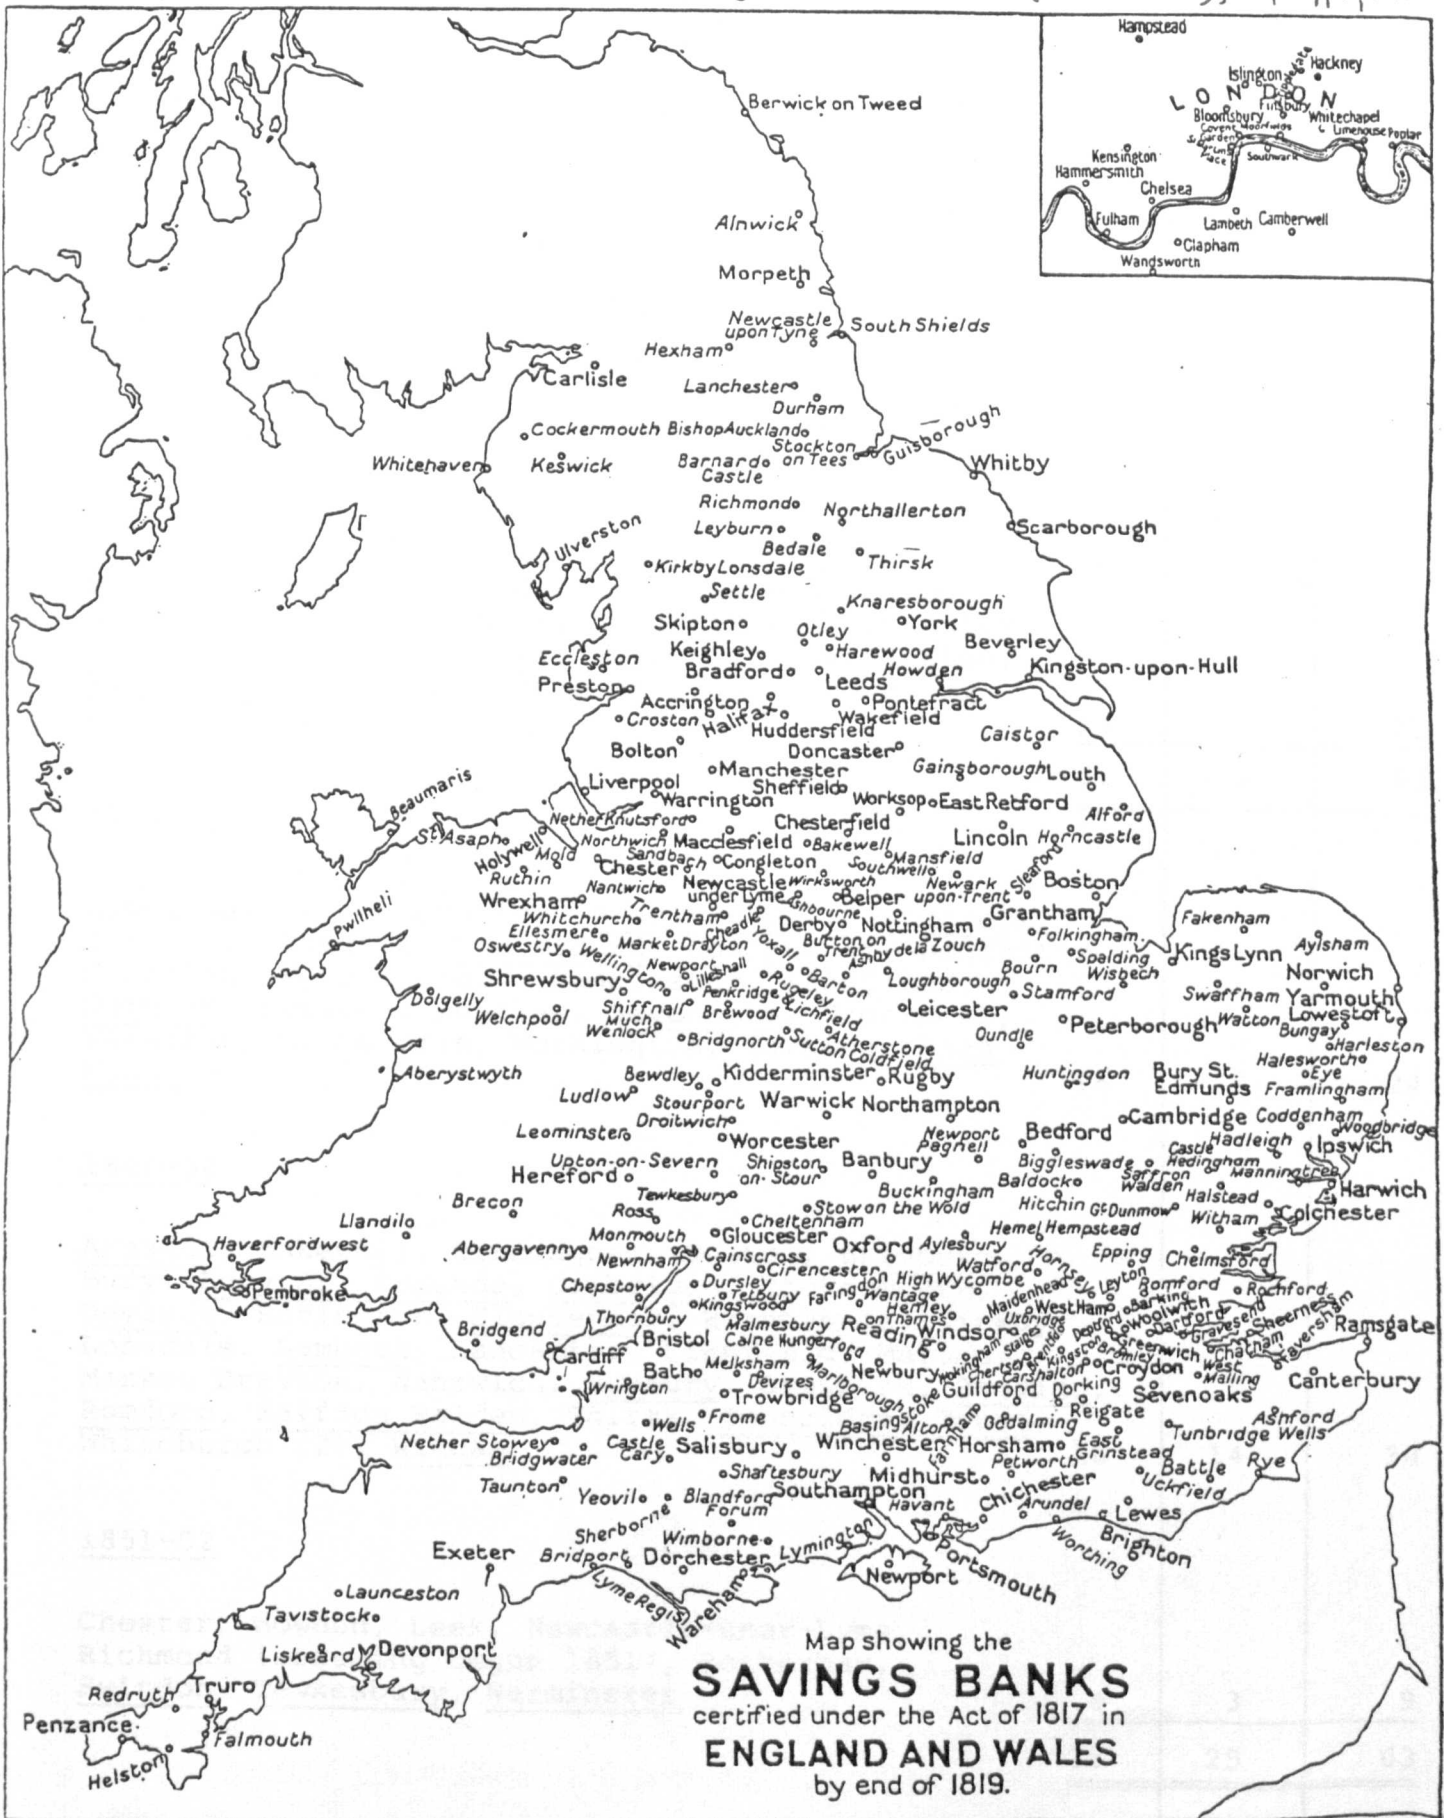 Hampstead
Hackney
Islington
LONDON
Finsbury
Bloomsbury
Whitechapel
Covent Garden
Moorfields
Limehouse
Poplar
Southwark
Kensington
Hammersmith
Chelsea
Fulham
Lambeth
Camberwell
Clapham
Wandsworth
Berwick on Tweed
Alnwick
Morpeth
Newcastle
upon Tyne
South Shields
Hexham
Carlisle
Lanchester
Durham
Cockermouth
Bishop Auckland
Stockton
on Tees
Guisborough
Whitehaven
Keswick
Barnard
Castle
Whitby
Richmond
Northallerton
Leyburn
Scarborough
Ulverston
Bedale
Thirsk
Kirkby Lonsdale
Settle
Knaresborough
Skipton
Otley
York
Keighley
Harewood
Beverley
Eccleston
Bradford
Howden
Kingston-upon-Hull
Preston
Leeds
Accrington
Pontefract
Croston
Halifax
Wakefield
Huddersfield
Caistor
Bolton
Doncaster
Manchester
Gainsborough
Louth
Liverpool
Sheffield
Beaumaris
Warrington
Worksop
East Retford
Nether Knutsford
Chesterfield
Alford
St. Asaph
Holywell
Northwich
Macclesfield
Bakewell
Lincoln
Horncastle
Mold
Sandbach
Congleton
Mansfield
Chester
Southwell
Sleaford
Ruthin
Nantwich
Newcastle
under Lyme
Wirksworth
Newark
upon-Trent
Boston
Wrexham
Ashbourne
Belper
Pwllheli
Whitchurch
Trentham
Cheadle
Derby
Nottingham
Grantham
Fakenham
Ellesmere
Yoxall
Folkingham
Oswestry
Market Drayton
Button on
Trent
Ashby de la Zouch
Kings Lynn
Aylsham
Wellington
Newport
Lilleshall
Spalding
Bourn
Wisbech
Norwich
Shrewsbury
Rugeley
Barton
Loughborough
Stamford
Swaffham
Yarmouth
Dolgelly
Shiffnall
Penkridge
Lichfield
Leicester
Welchpool
Much
Wenlock
Brewood
Peterborough
Watton
Lowestoft
Bungay
Bridgnorth
Sutton Coldfield
Atherstone
Oundle
Harleston
Halesworth
Aberystwyth
Bewdley
Kidderminster
Rugby
Huntingdon
Bury St.
Edmunds
Eye
Framlingham
Ludlow
Stourport
Warwick
Northampton
Droitwich
Cambridge
Coddenham
Woodbridge
Leominster
Worcester
Newport
Pagnell
Bedford
Castle
Hedingham
Hadleigh
Ipswich
Upton-on-Severn
Shipston
on-Stour
Banbury
Biggleswade
Saffron
Walden
Manningtree
Hereford
Baldock
Harwich
Brecon
Tewkesbury
Buckingham
Hitchin
Gt. Dunmow
Halstead
Ross
Stow on the Wold
Witham
Colchester
Llandilo
Cheltenham
Hemel Hempstead
Haverfordwest
Monmouth
Gloucester
Abergavenny
Newnham
Cainscross
Oxford
Aylesbury
Epping
Chelmsford
Cirencester
Watford
Hornsey
Pembroke
Chepstow
Dursley
Tetbury
Faringdon
High Wycombe
Leyton
Romford
Rochford
Kingswood
Wantage
Maidenhead
West Ham
Barking
Thornbury
Henley
on Thames
Uxbridge
Deptford
Woolwich
Dartford
Gravesend
Sheerness
Faversham
Ramsgate
Malmesbury
Bridgend
Bristol
Calne
Hungerford
Reading
Windsor
Staines
Brentford
Greenwich
Chatham
Cardiff
Bath
Melksham
Marlborough
Newbury
Wokingham
Chertsey
Kingston
Bromley
Croydon
West
Malling
Carshalton
Canterbury
Wrington
Devizes
Trowbridge
Guildford
Dorking
Sevenoaks
Basingstoke
Reigate
Wells
Frome
Alton
Farnham
Godalming
Ashford
Tunbridge Wells
Nether Stowey
Castle
Cary
Salisbury
Winchester
Horsham
East
Grinstead
Bridgwater
Petworth
Rye
Shaftesbury
Midhurst
Battle
Taunton
Uckfield
Yeovil
Blandford
Forum
Southampton
Havant
Chichester
Arundel
Lewes
Sherborne
Wimborne
Lymington
Brighton
Exeter
Bridport
Dorchester
Portsmouth
Worthing
Newport
Launceston
Lyme Regis
Wareham
Tavistock
Liskeard
Devonport
Redruth
Truro
Penzance
Falmouth
Helston
Map showing the
SAVINGS BANKS
certified under the Act of 1817 in
ENGLAND AND WALES
by end of 1819.